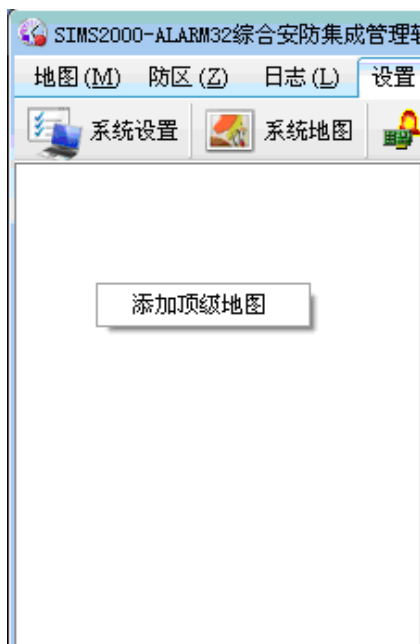 SIMS2000-ALARM32综合安防集成管理软
地图(M) 防区(Z) 日志(L) 设置
系统设置 系统地图
添加顶级地图